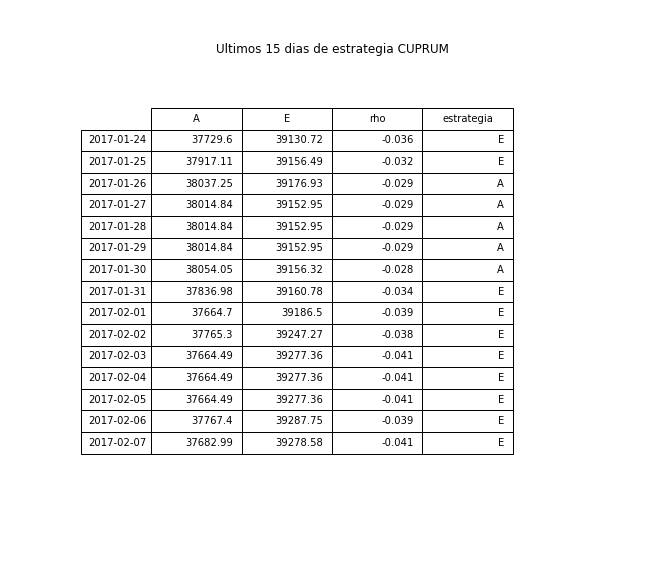 Ultimos 15 dias de estrategia CUPRUM
A E rho estrategia
2017-01-24 37729.6 39130.72 -0.036 E
2017-01-25 37917.11 39156.49 -0.032 E
2017-01-26 38037.25 39176.93 -0.029 A
2017-01-27 38014.84 39152.95 -0.029 A
2017-01-28 38014.84 39152.95 -0.029 A
2017-01-29 38014.84 39152.95 -0.029 A
2017-01-30 38054.05 39156.32 -0.028 A
2017-01-31 37836.98 39160.78 -0.034 E
2017-02-01 37664.7 39186.5 -0.039 E
2017-02-02 37765.3 39247.27 -0.038 E
2017-02-03 37664.49 39277.36 -0.041 E
2017-02-04 37664.49 39277.36 -0.041 E
2017-02-05 37664.49 39277.36 -0.041 E
2017-02-06 37767.4 39287.75 -0.039 E
2017-02-07 37682.99 39278.58 -0.041 E